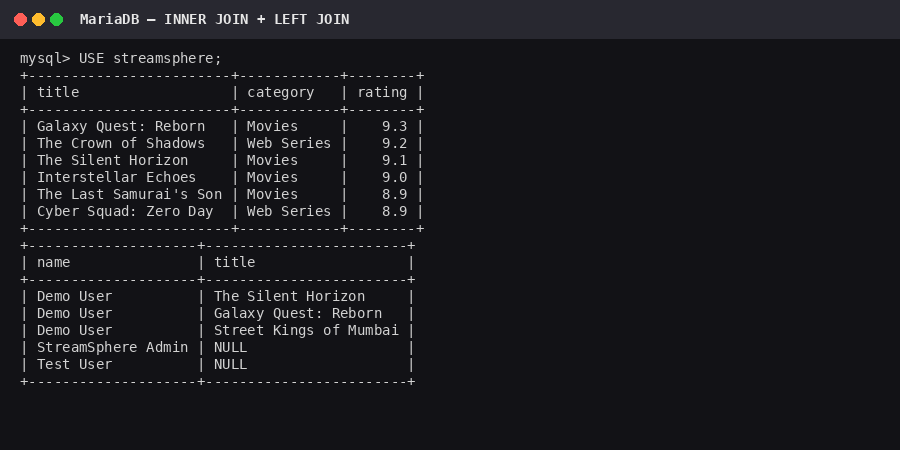 MariaDB — INNER JOIN + LEFT JOIN
mysql> USE streamsphere;
+------------------------+------------+--------+
| title                  | category   | rating |
+------------------------+------------+--------+
| Galaxy Quest: Reborn   | Movies     |    9.3 |
| The Crown of Shadows   | Web Series |    9.2 |
| The Silent Horizon     | Movies     |    9.1 |
| Interstellar Echoes    | Movies     |    9.0 |
| The Last Samurai's Son | Movies     |    8.9 |
| Cyber Squad: Zero Day  | Web Series |    8.9 |
+------------------------+------------+--------+
+--------------------+------------------------+
| name               | title                  |
+--------------------+------------------------+
| Demo User          | The Silent Horizon     |
| Demo User          | Galaxy Quest: Reborn   |
| Demo User          | Street Kings of Mumbai |
| StreamSphere Admin | NULL                   |
| Test User          | NULL                   |
+--------------------+------------------------+